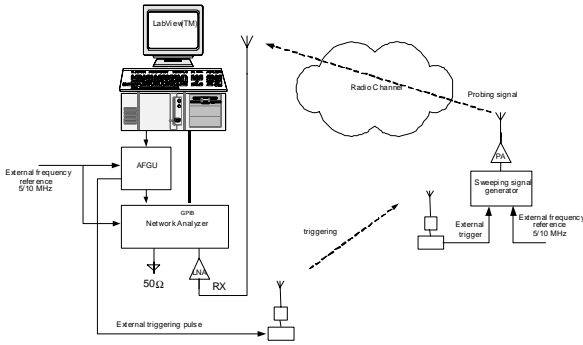 LabView(TM)
Radio Channel
Probing signal
PA
Sweeping signal
generator
External frequency
reference
5/10 MHz
AFGU
GPIB
Network Analyzer
50Ω
LNA
RX
triggering
External
trigger
External frequency
reference
5/10 MHz
External triggering pulse